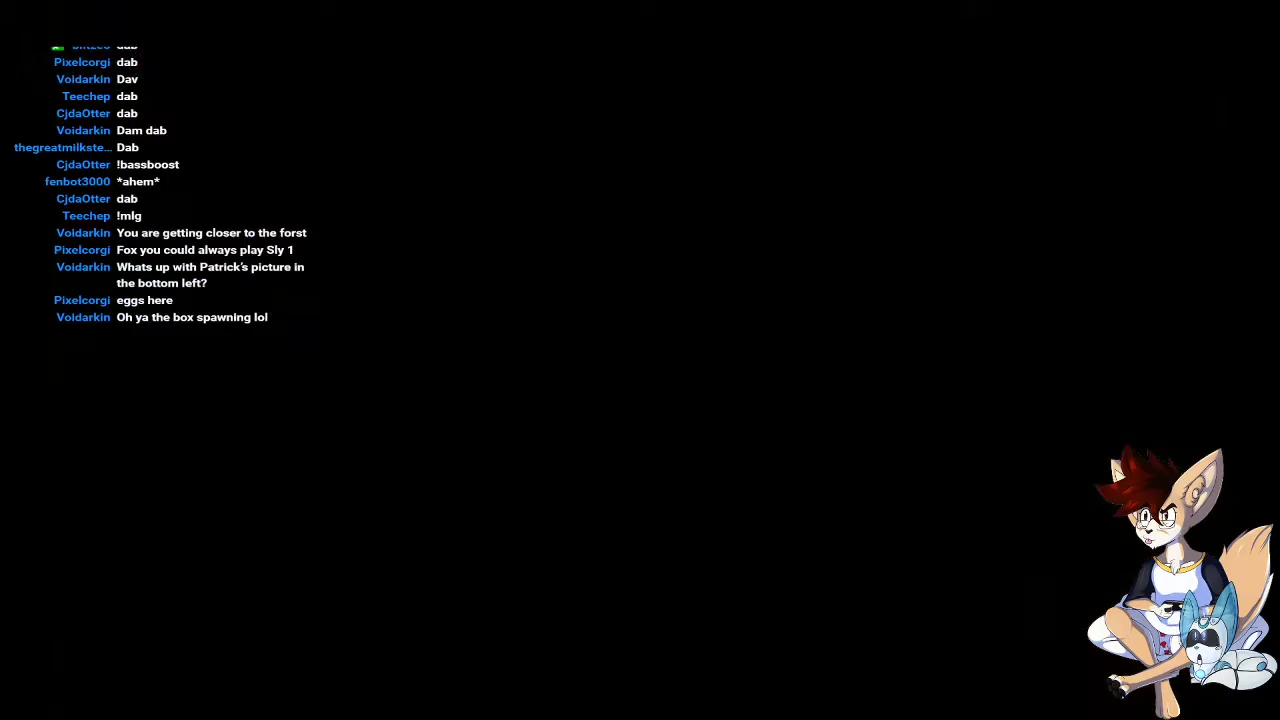 Pixelcorgi dab
Voidarkin Dav
Teechep dab
CjdaOtter dab
Voidarkin Dam dab
thegreatmilkste... Dab
CjdaOtter !bassboost
fenbot3000 *ahem*
CjdaOtter dab
Teechep !mlg
Voidarkin You are getting closer to the forst
Pixelcorgi Fox you could always play Sly 1
Voidarkin Whats up with Patrick's picture in
the bottom left?
Pixelcorgi eggs here
Voidarkin Oh ya the box spawning lol